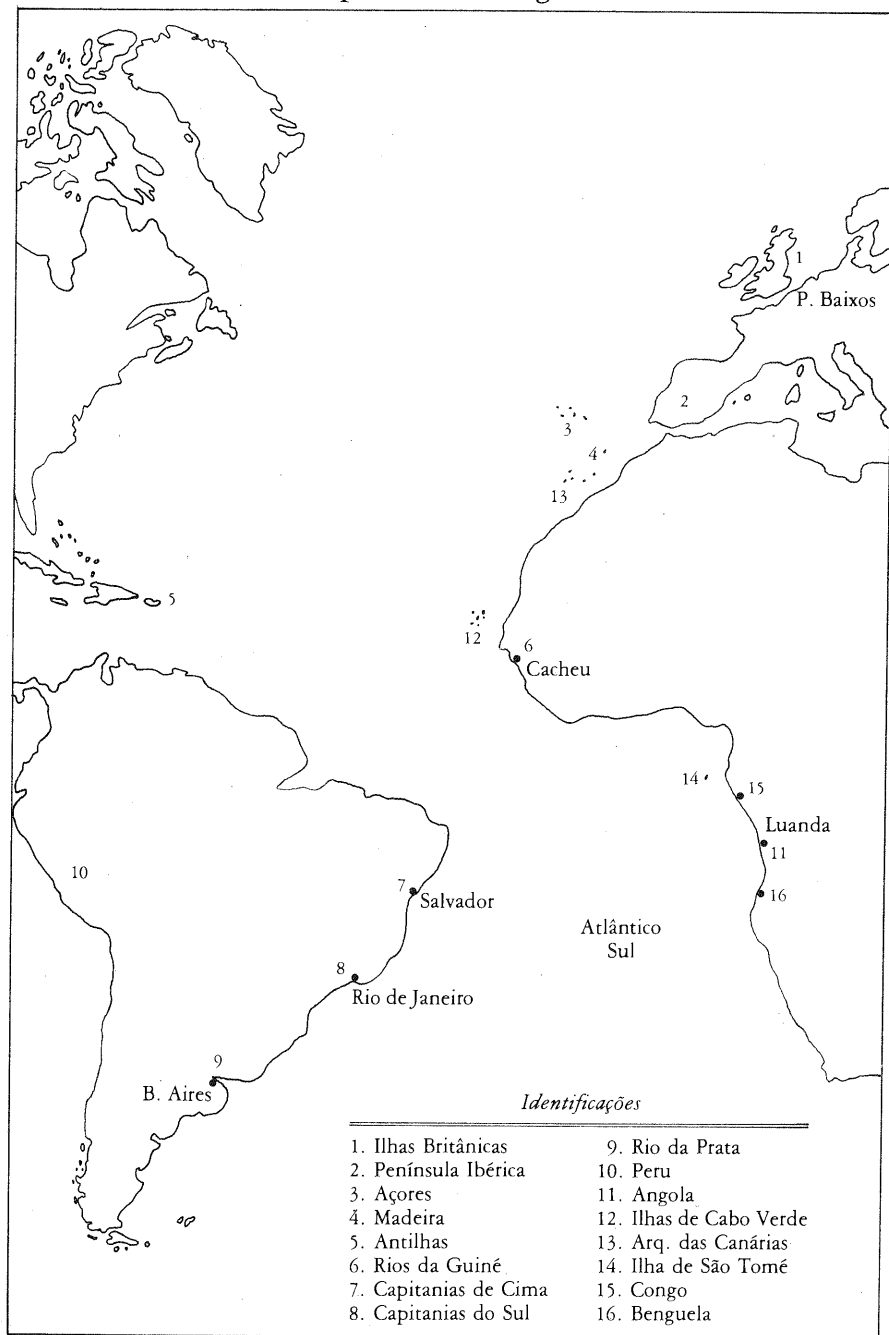 1
P. Baixos
2
3
4
13
5
12
6
Cacheu
14
15
Luanda
11
10
7
Salvador
16
Atlântico
Sul
8
Rio de Janeiro
9
B. Aires
Identificações
1. Ilhas Britânicas
2. Península Ibérica
3. Açores
4. Madeira
5. Antilhas
6. Rios da Guiné
7. Capitanias de Cima
8. Capitanias do Sul
9. Rio da Prata
10. Peru
11. Angola
12. Ilhas de Cabo Verde
13. Arq. das Canárias
14. Ilha de São Tomé
15. Congo
16. Benguela